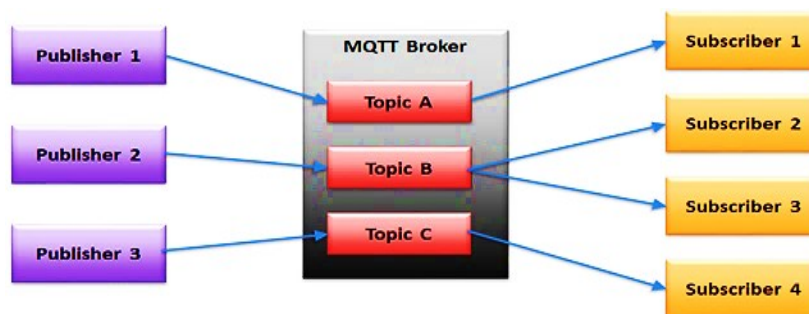 Publisher 1
Publisher 2
Publisher 3
MQTT Broker
Topic A
Topic B
Topic C
Subscriber 1
Subscriber 2
Subscriber 3
Subscriber 4